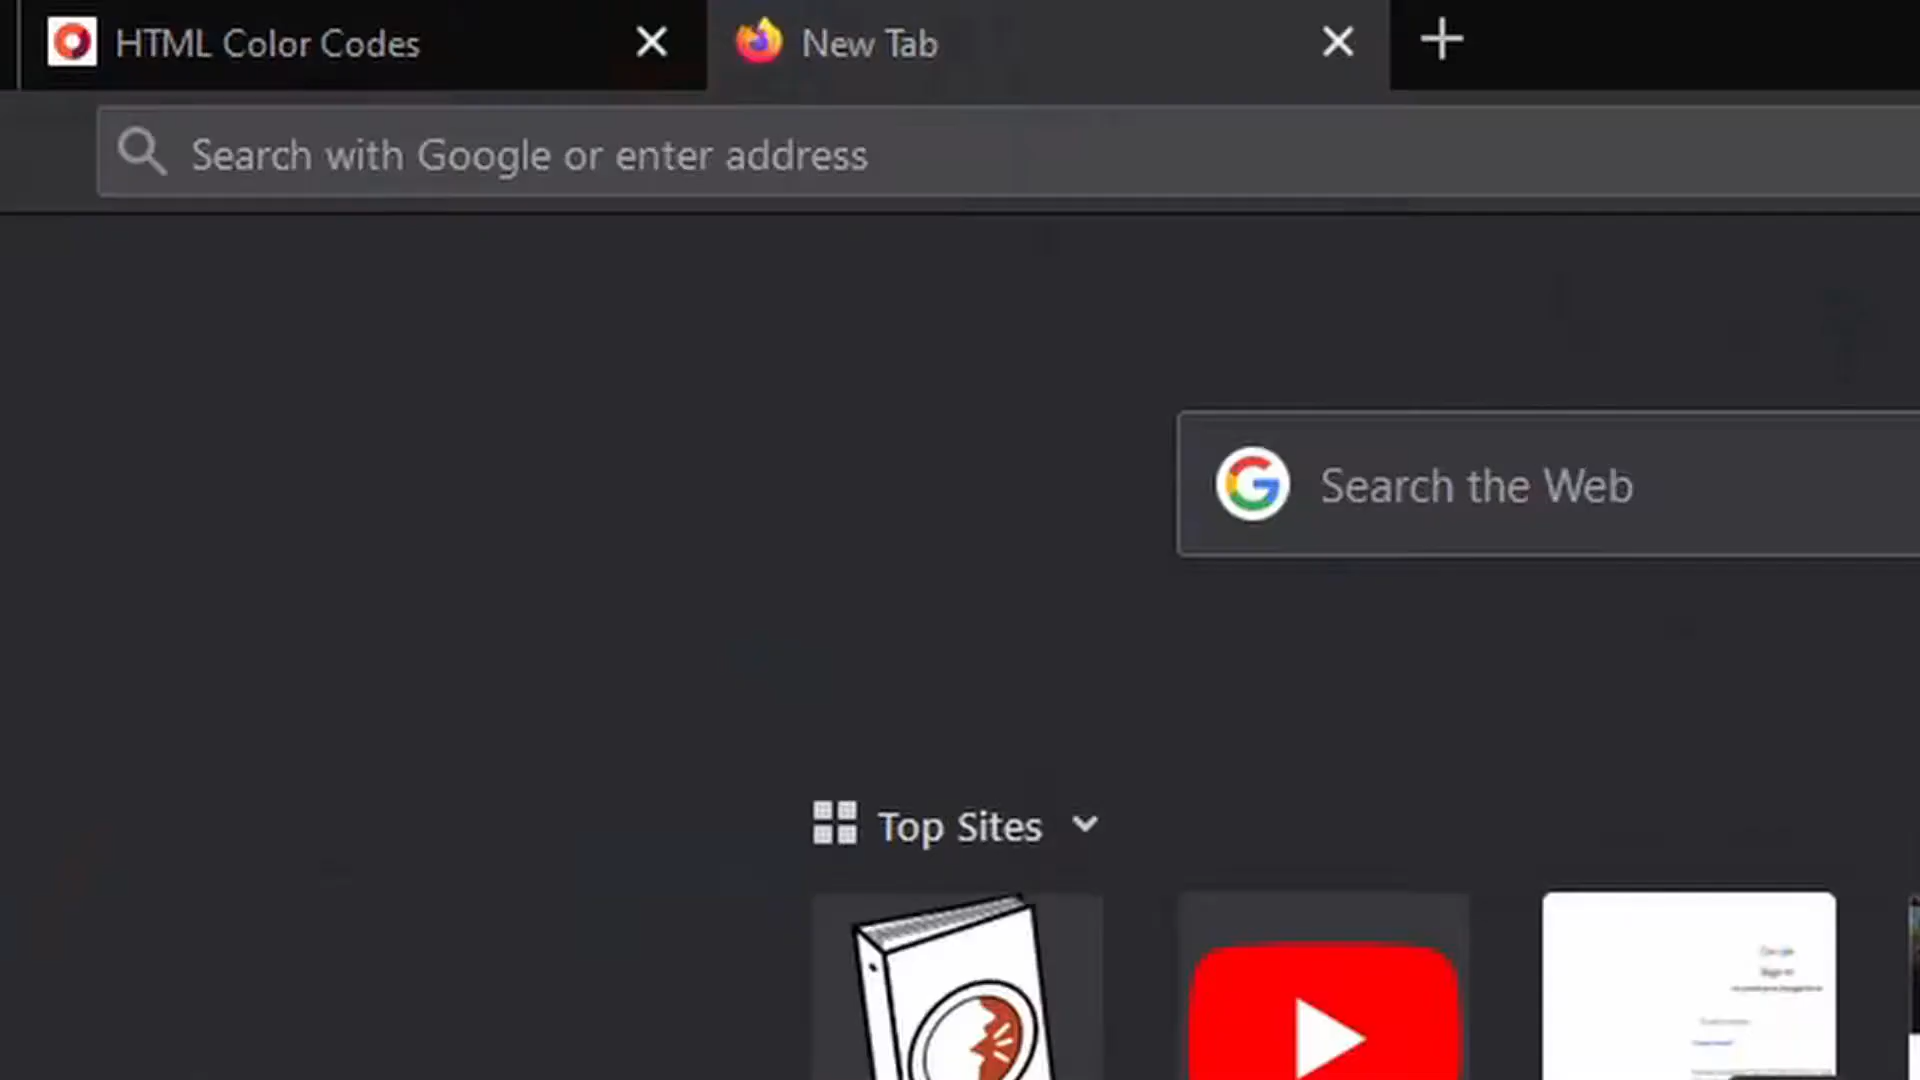 HTML Color Codes
New Tab
Search with Google or enter address
Search the Web
Top Sites